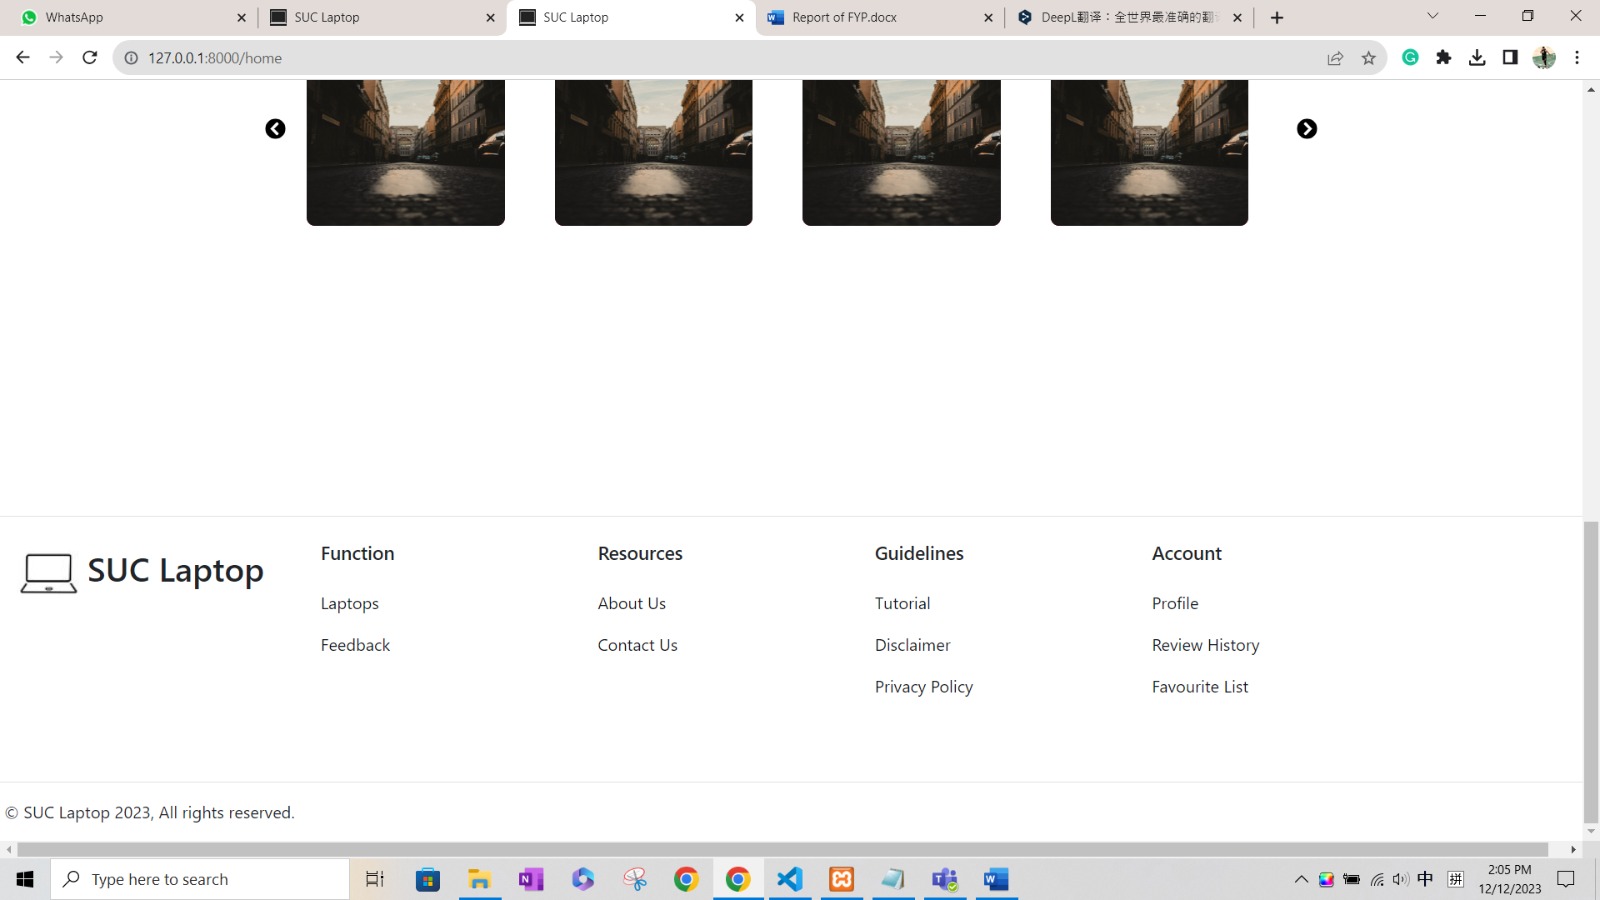 WhatsApp
SUC Laptop
SUC Laptop
Report of FYP.docx
DeepL翻译：全世界最准确的翻
127.0.0.1:8000/home
SUC Laptop
Function
Laptops
Feedback
Resources
About Us
Contact Us
Guidelines
Tutorial
Disclaimer
Privacy Policy
Account
Profile
Review History
Favourite List
© SUC Laptop 2023, All rights reserved.
Type here to search
中
拼
2:05 PM
12/12/2023